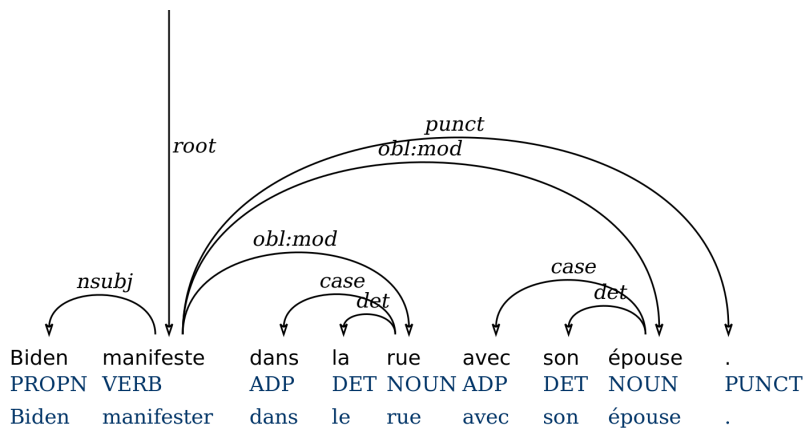 punct
root
obl:mod
obl:mod
nsubj case case
det det
Biden manifeste dans la rue avec son épouse .
PROPN VERB ADP DET NOUN ADP DET NOUN PUNCT
Biden manifester dans le rue avec son épouse .